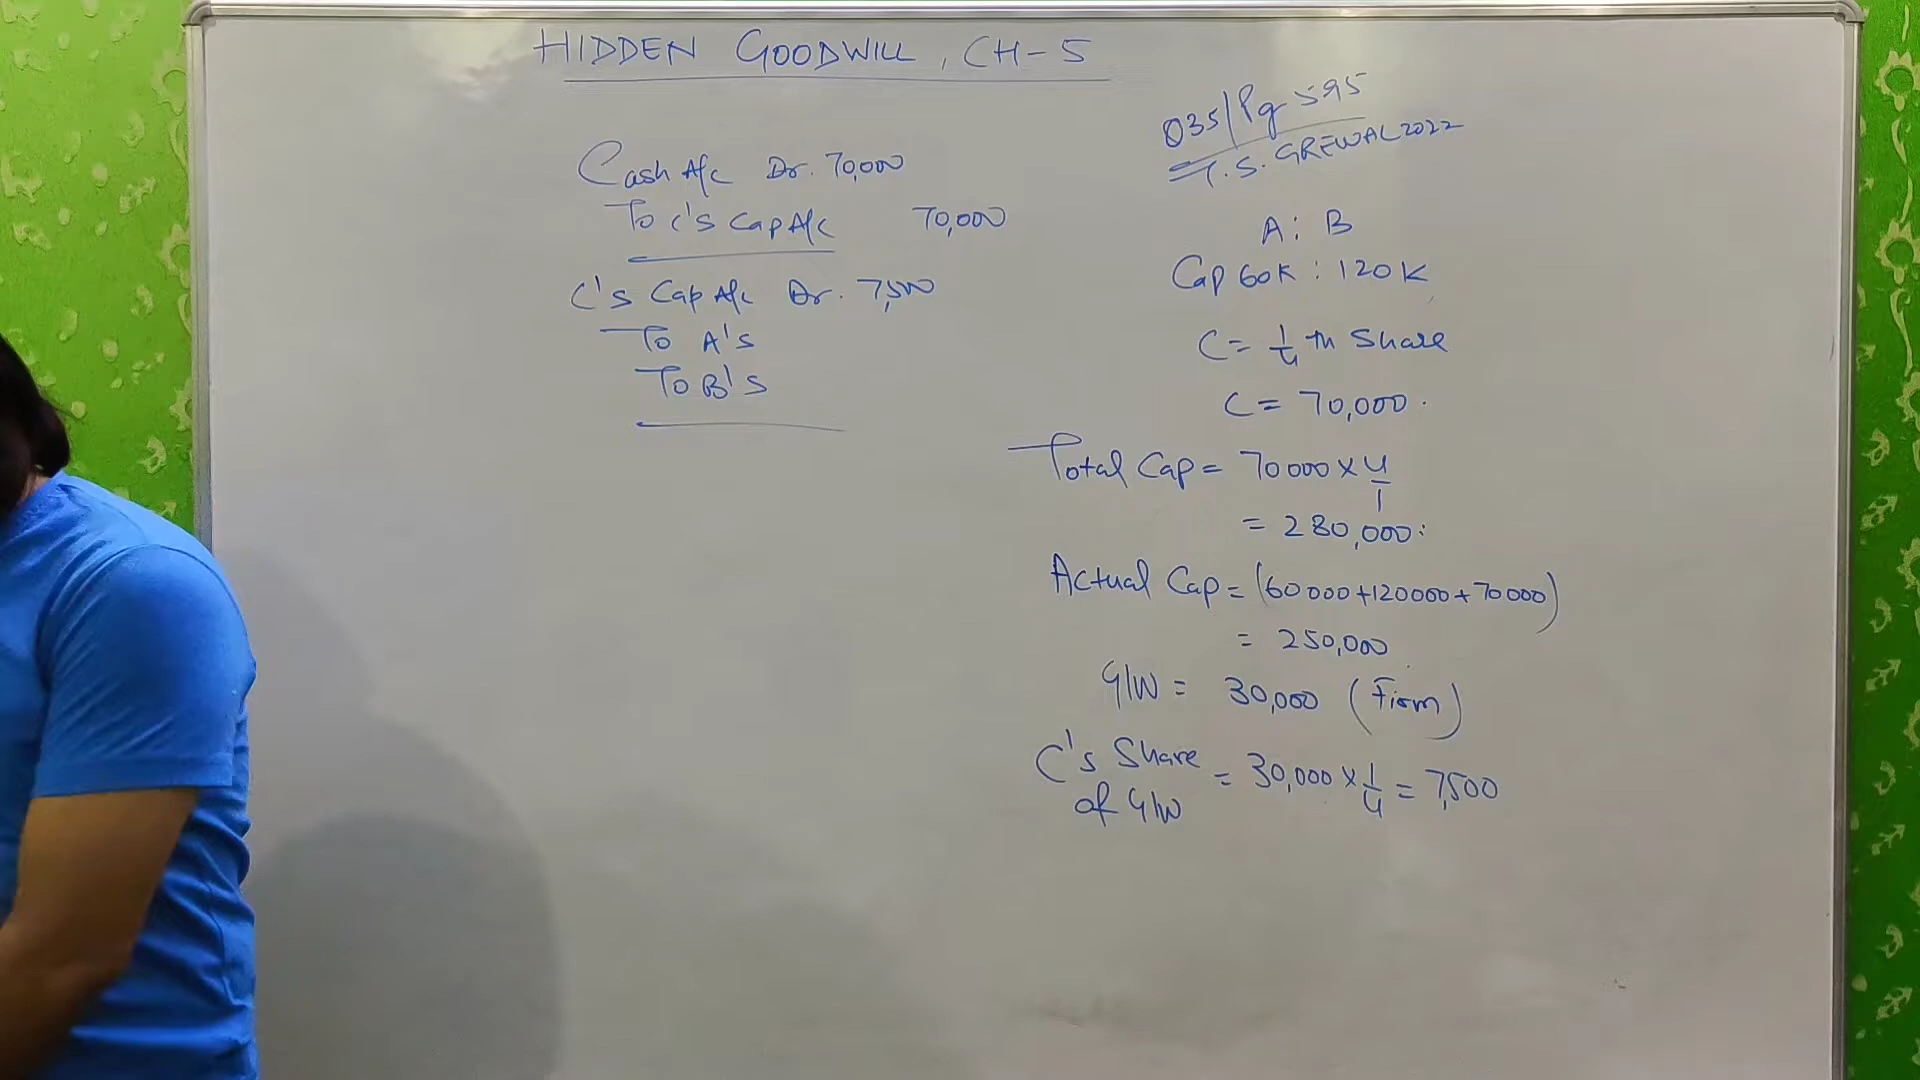 HIDDEN GOODWILL, CH-5
Cash A/c Dr. 70,000
To C's Cap A/c 70,000
C's Cap A/c Dr. 7,500
To A's
To B's
Q35/Pg 595
T.S. GREWAL 2022
A : B
Cap 60K : 120K
C = 1/4 th Share
C = 70,000.
Total Cap = 70000 x 4/1
= 280,000:
Actual Cap = (60000+120000+70000)
= 250,000
G/W = 30,000 (Firm)
C's Share of G/W = 30,000 x 1/4 = 7,500